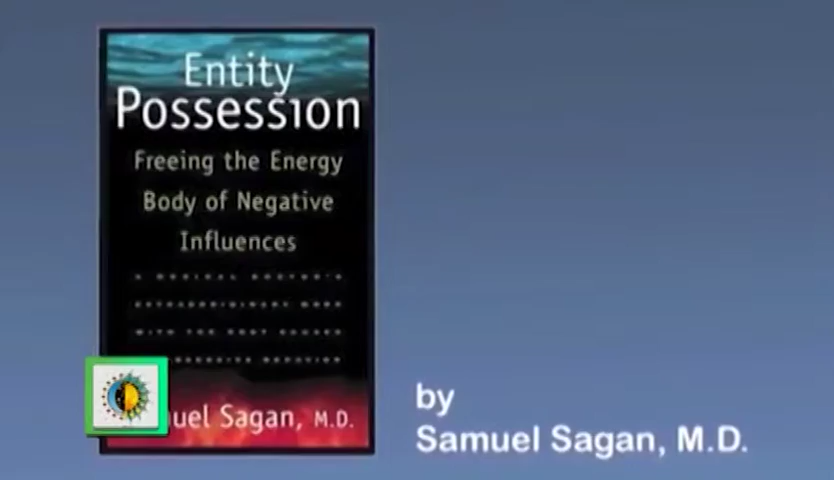 Entity
Possession
Freeing the Energy
Body of Negative
Influences
uel Sagan, M.D.
by
Samuel Sagan, M.D.